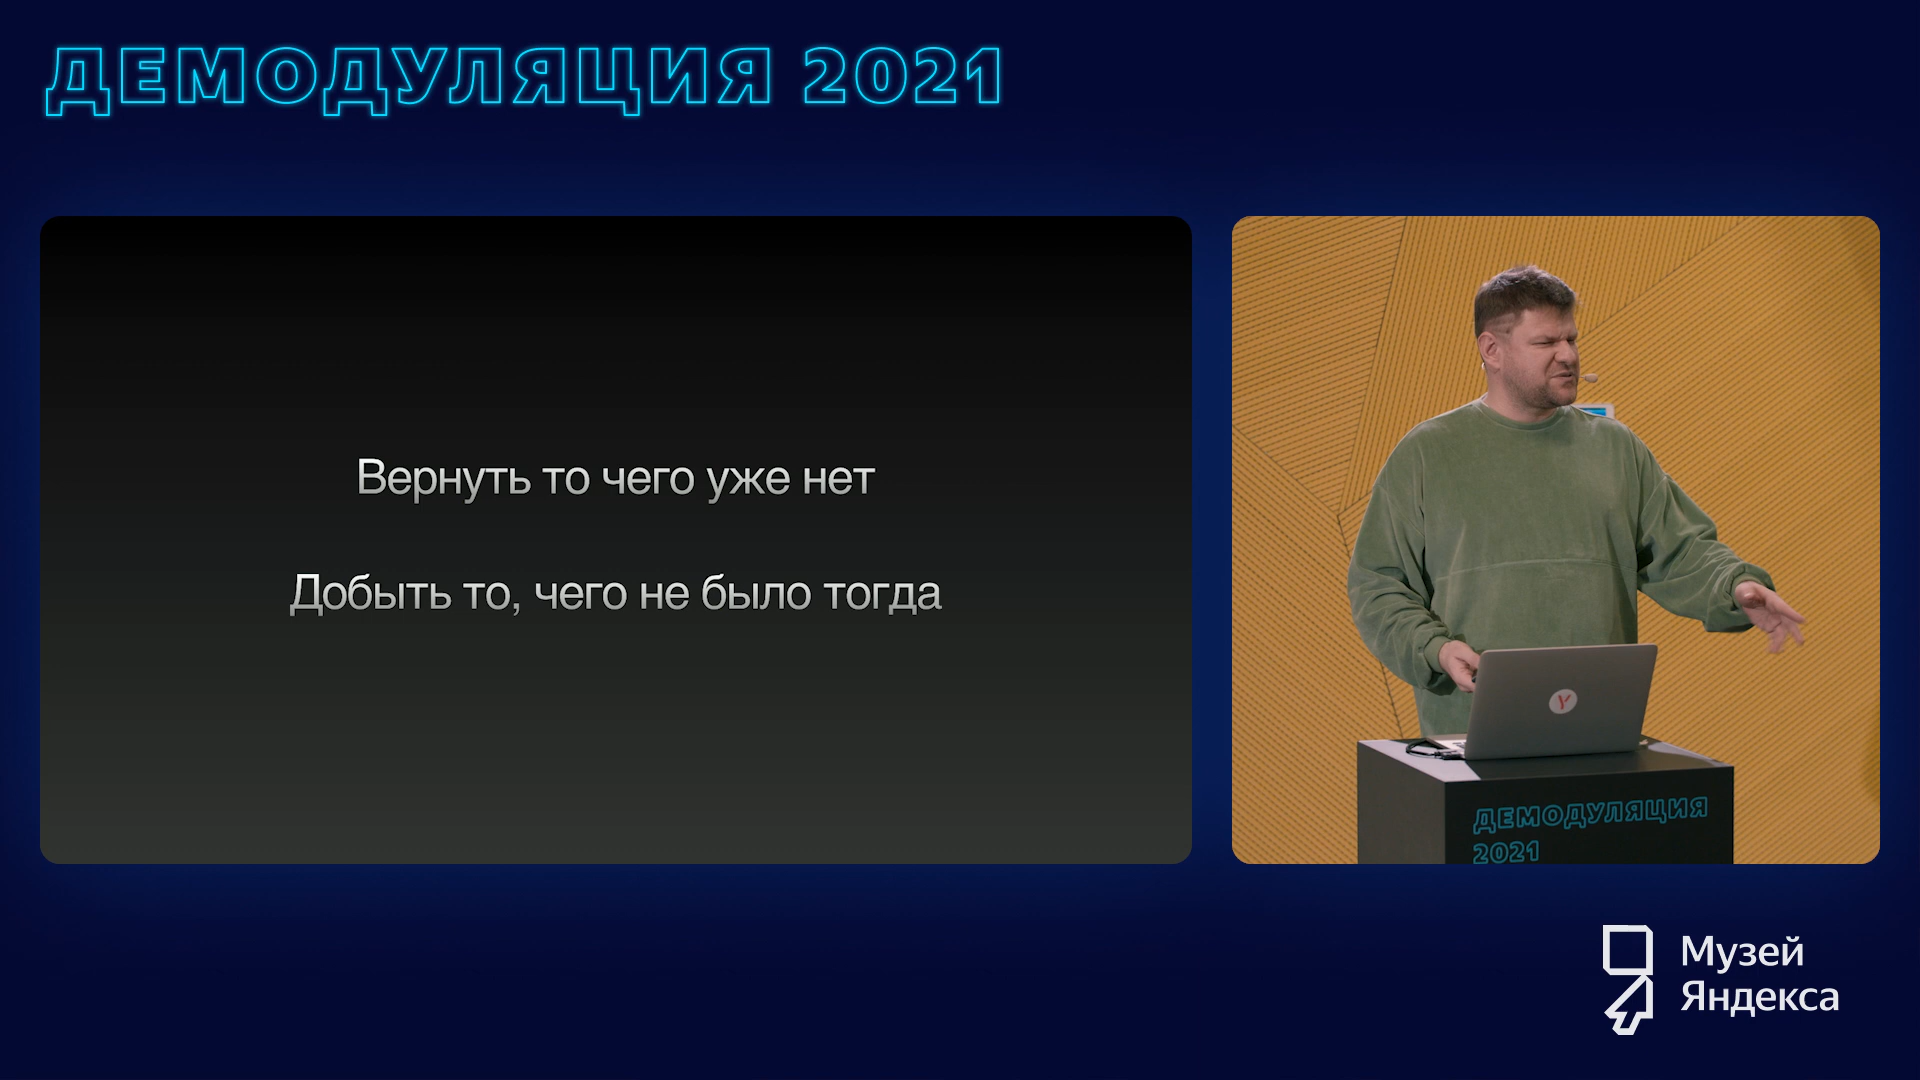 ДЕМОДУЛЯЦИЯ 2021
Вернуть то чего уже нет
Добыть то, чего не было тогда
ДЕМОДУЛЯЦИЯ
2021
Музей
Яндекса